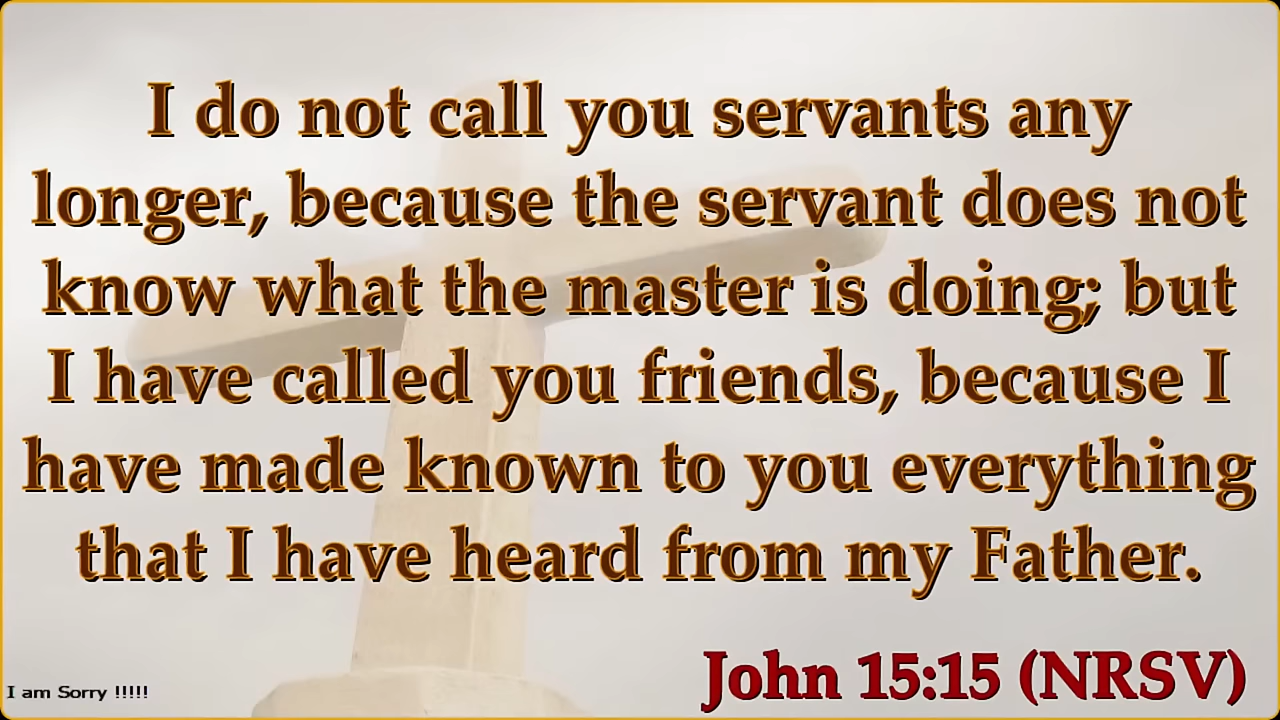 I do not call you servants any
longer, because the servant does not
know what the master is doing; but
I have called you friends, because I
have made known to you everything
that I have heard from my Father.
John 15:15 (NRSV)
I am Sorry !!!!!